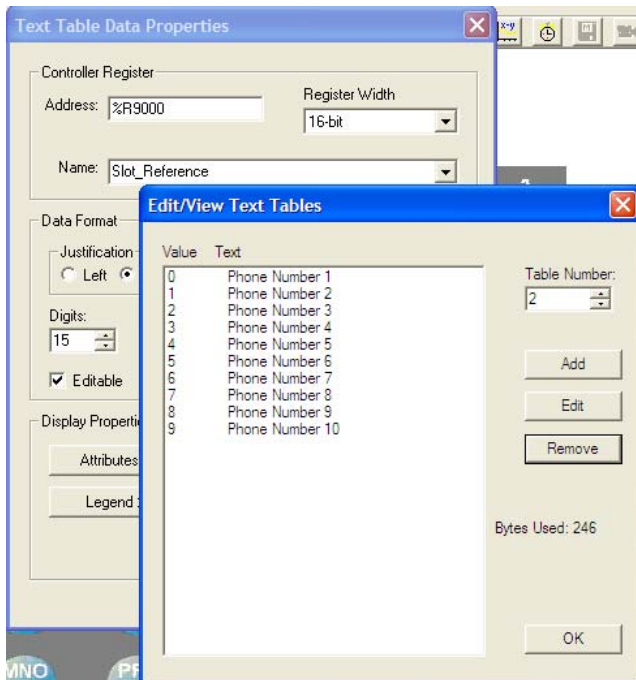 Text Table Data Properties
x-y
Controller Register
Address: %R9000
Register Width
16-bit
Name: Slot_Reference
Edit/View Text Tables
Data Format
Justification
Left
Digits:
15
Editable
Display Properti
Attributes
Legend
Value Text
0 Phone Number 1
1 Phone Number 2
2 Phone Number 3
3 Phone Number 4
4 Phone Number 5
5 Phone Number 6
6 Phone Number 7
7 Phone Number 8
8 Phone Number 9
9 Phone Number 10
Table Number:
2
Add
Edit
Remove
Bytes Used: 246
OK
MNO